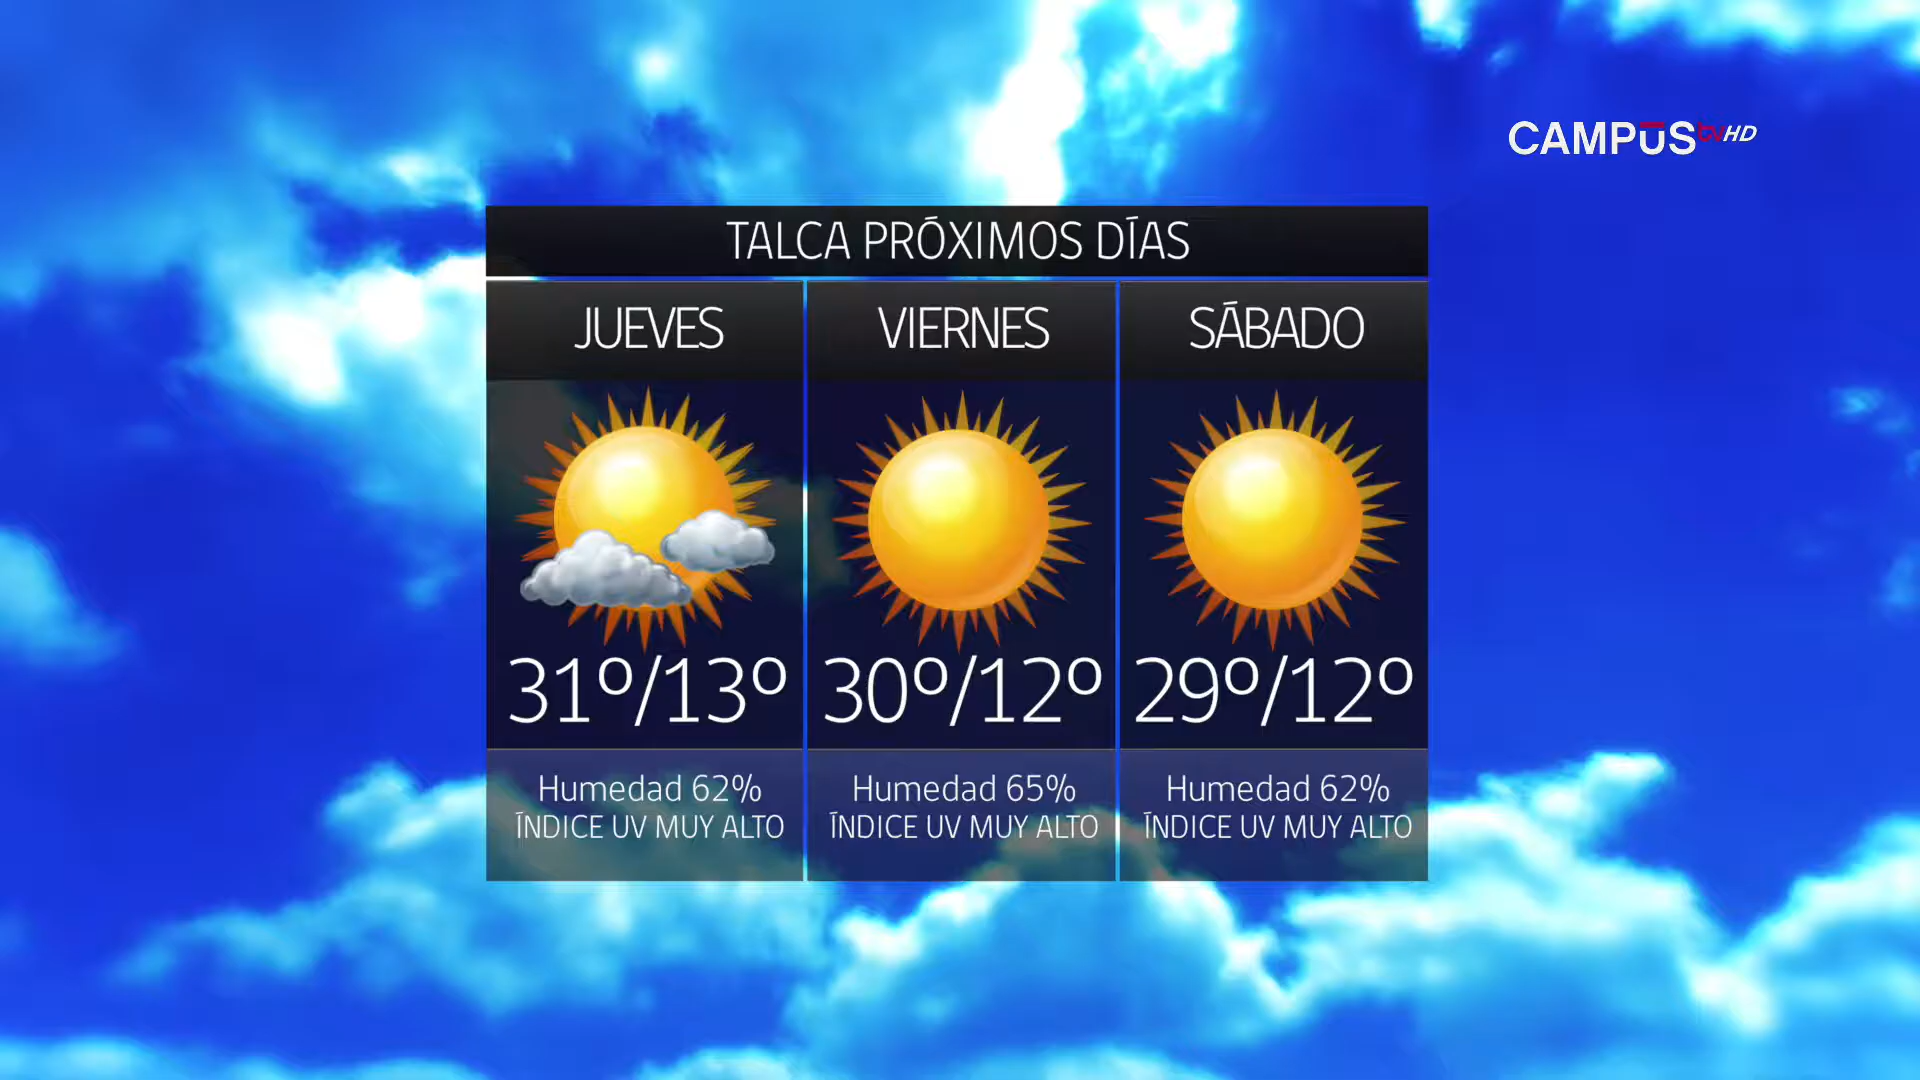 CAMPUS tv HD
TALCA PRÓXIMOS DÍAS
JUEVES
VIERNES
SÁBADO
31º/13º
30º/12º
29º/12º
Humedad 62%
ÍNDICE UV MUY ALTO
Humedad 65%
ÍNDICE UV MUY ALTO
Humedad 62%
ÍNDICE UV MUY ALTO